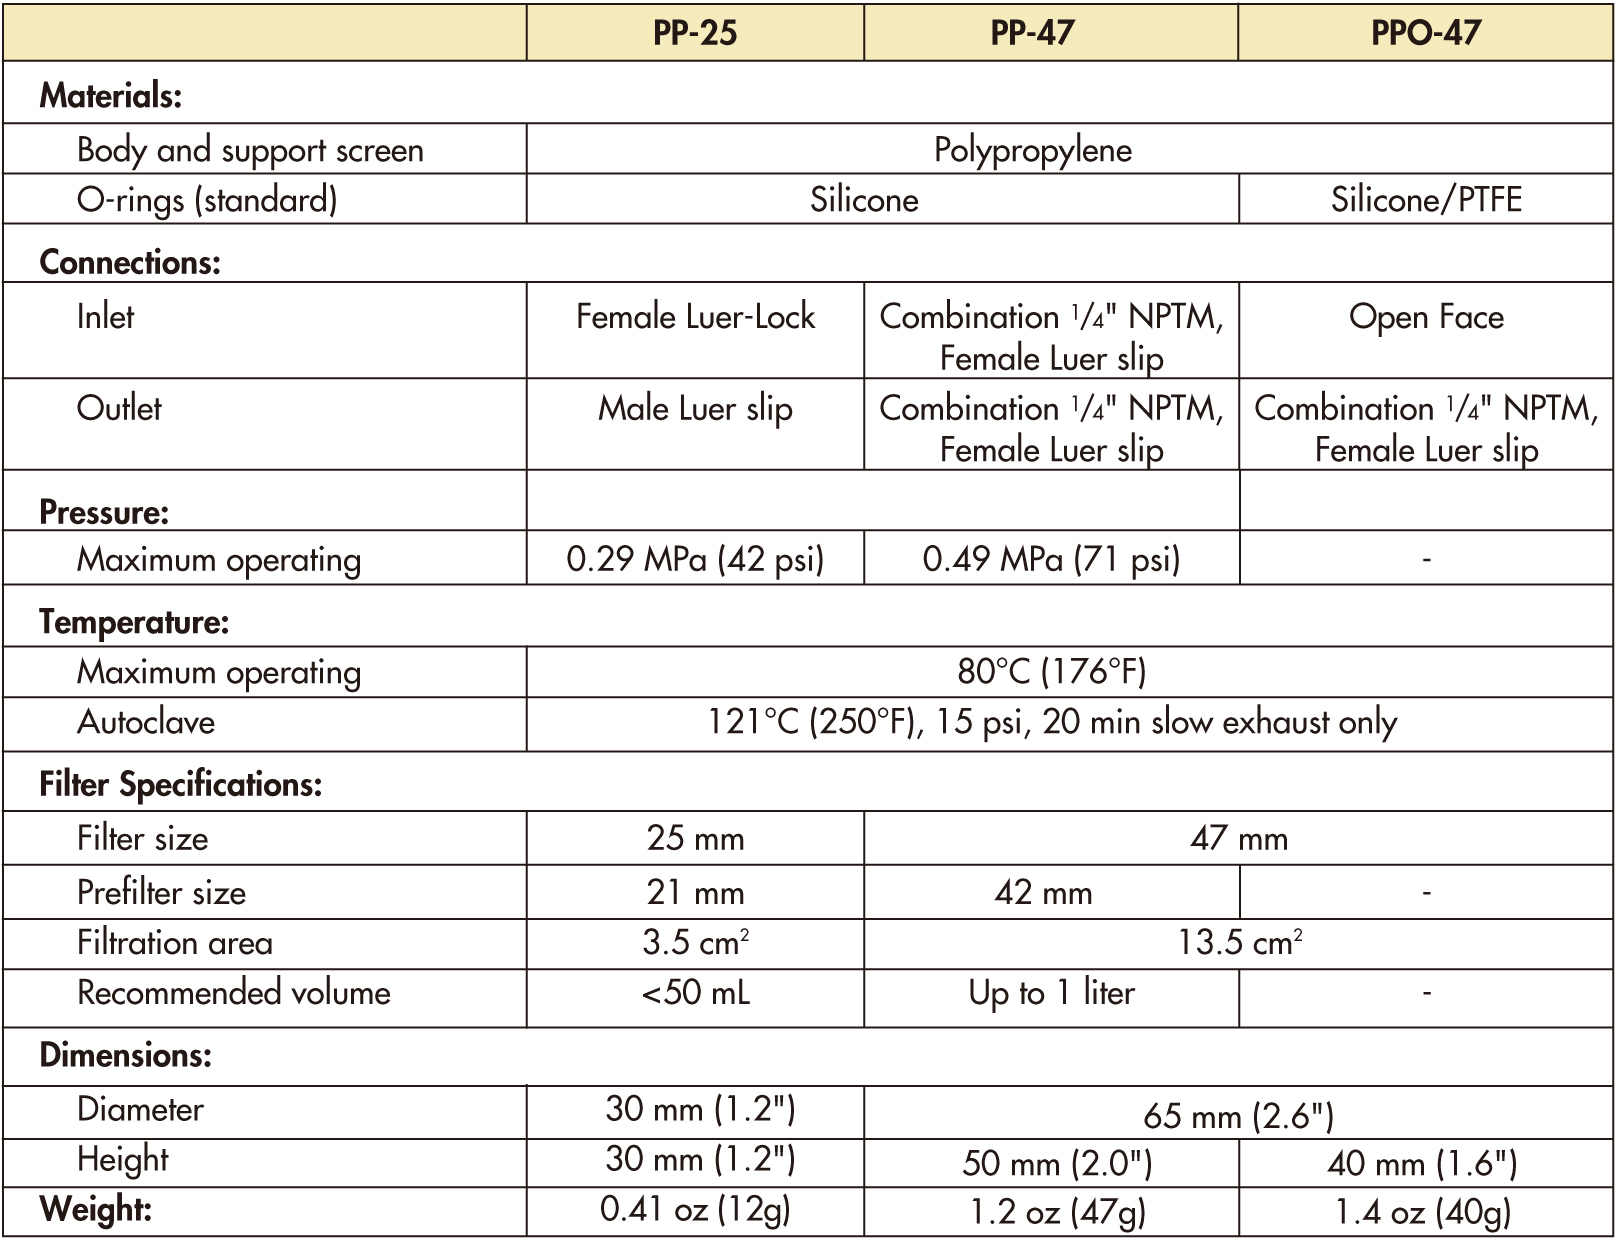 PP-25 PP-47 PPO-47
Materials:
Body and support screen Polypropylene
O-rings (standard) Silicone Silicone/PTFE
Connections:
Inlet Female Luer-Lock Combination 1/4" NPTM, Open Face
Female Luer slip
Outlet Male Luer slip Combination 1/4" NPTM, Combination 1/4" NPTM,
Female Luer slip Female Luer slip
Pressure:
Maximum operating 0.29 MPa (42 psi) 0.49 MPa (71 psi) -
Temperature:
Maximum operating 80°C (176°F)
Autoclave 121°C (250°F), 15 psi, 20 min slow exhaust only
Filter Specifications:
Filter size 25 mm 47 mm
Prefilter size 21 mm 42 mm -
Filtration area 3.5 cm² 13.5 cm²
Recommended volume <50 mL Up to 1 liter -
Dimensions:
Diameter 30 mm (1.2") 65 mm (2.6")
Height 30 mm (1.2") 50 mm (2.0") 40 mm (1.6")
Weight: 0.41 oz (12g) 1.2 oz (47g) 1.4 oz (40g)